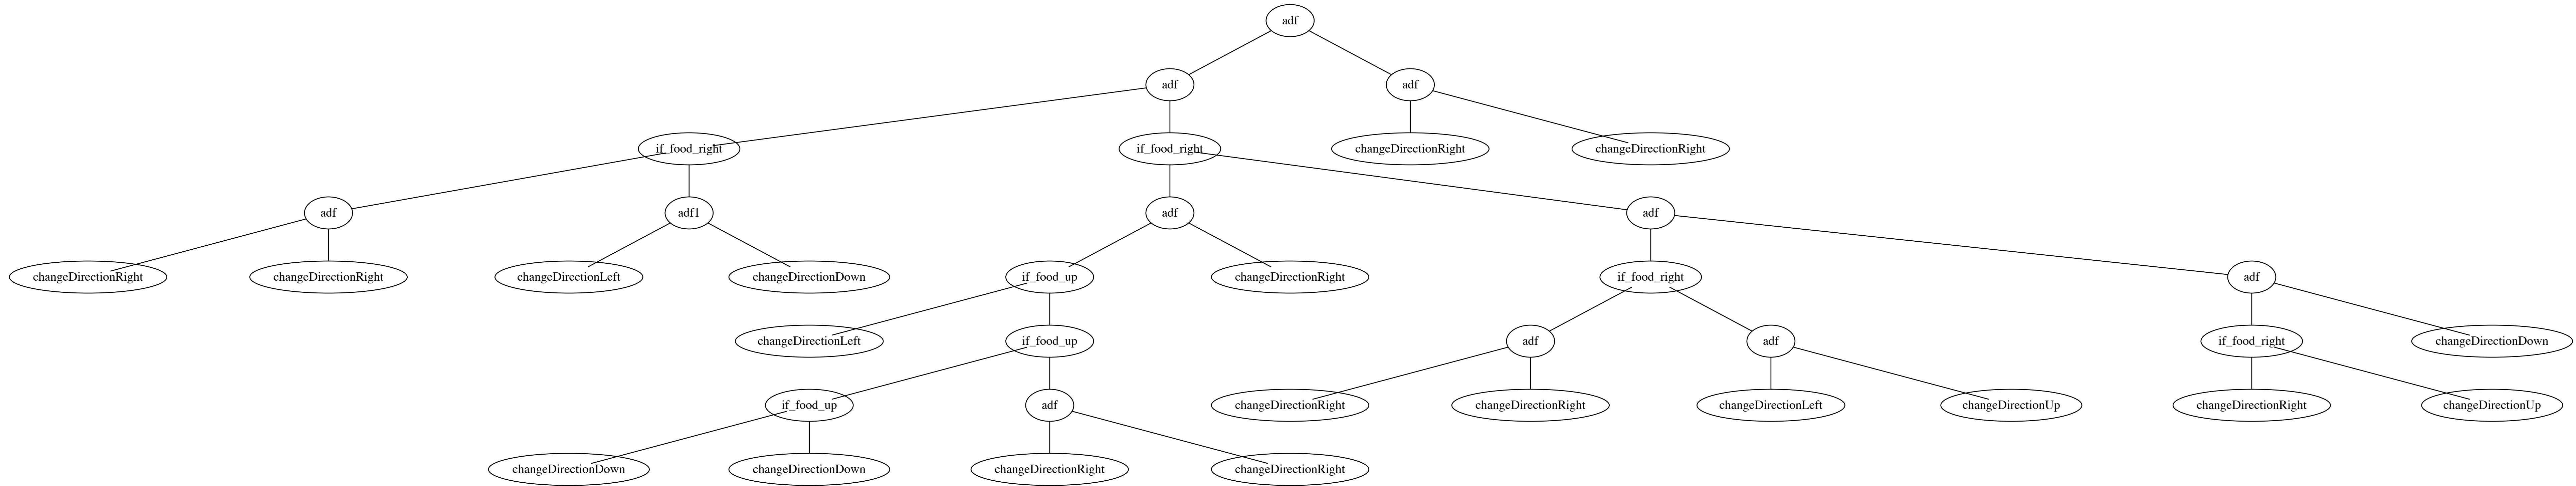 adf
adf
adf
if_food_right
if_food_right
changeDirectionRight
changeDirectionRight
adf
adf1
adf
adf
changeDirectionRight
changeDirectionRight
changeDirectionLeft
changeDirectionDown
if_food_up
changeDirectionRight
if_food_right
adf
changeDirectionLeft
if_food_up
adf
adf
if_food_right
changeDirectionDown
if_food_up
adf
changeDirectionRight
changeDirectionRight
changeDirectionLeft
changeDirectionUp
changeDirectionRight
changeDirectionUp
changeDirectionDown
changeDirectionDown
changeDirectionRight
changeDirectionRight